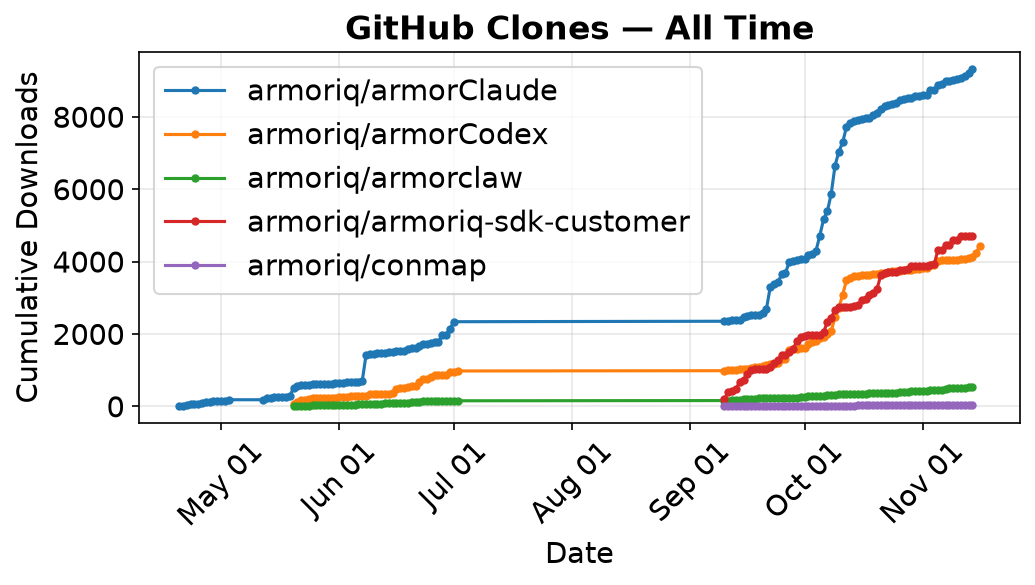 GitHub Clones — All Time
Cumulative Downloads
8000
6000
4000
2000
0
armoriq/armorClaude
armoriq/armorCodex
armoriq/armorclaw
armoriq/armoriq-sdk-customer
armoriq/conmap
May 01
Jun 01
Jul 01
Aug 01
Sep 01
Oct 01
Nov 01
Date